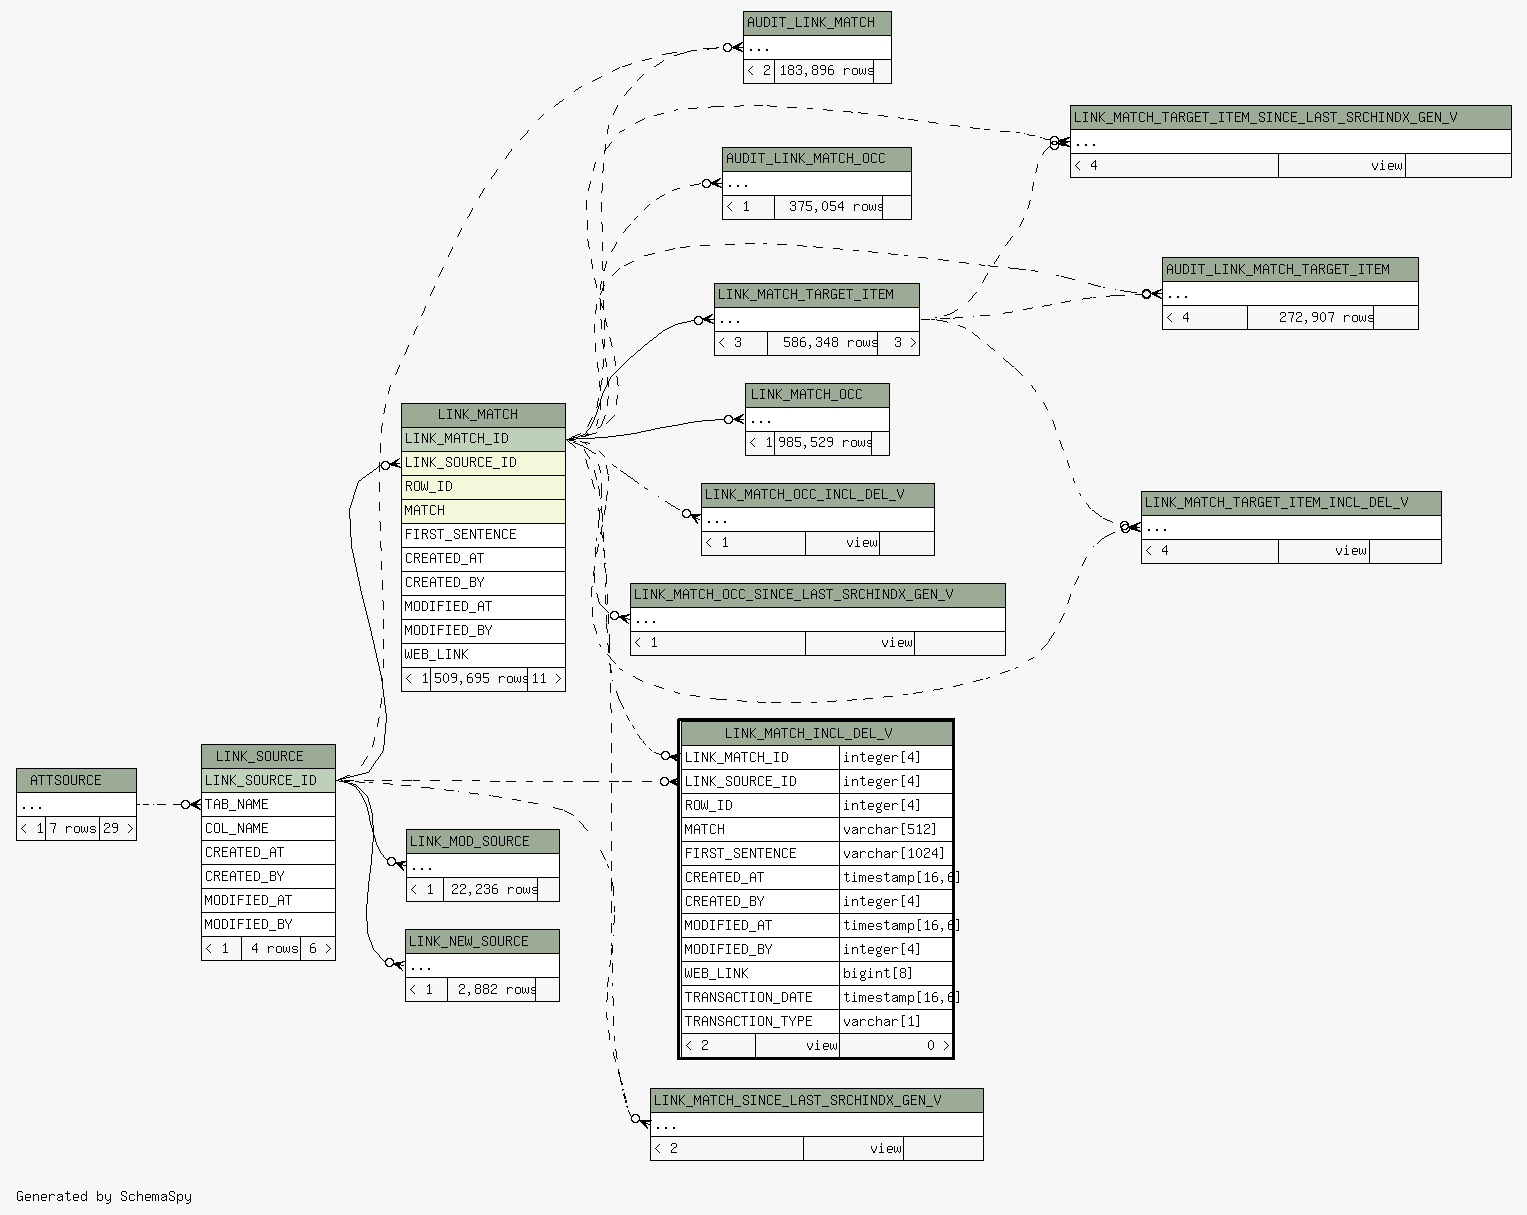 AUDIT_LINK_MATCH
...
< 2 183,896 rows
LINK_MATCH_TARGET_ITEM_SINCE_LAST_SRCHINDX_GEN_V
...
< 4 view
AUDIT_LINK_MATCH_OCC
...
< 1 375,054 rows
AUDIT_LINK_MATCH_TARGET_ITEM
...
< 4 272,907 rows
LINK_MATCH_TARGET_ITEM
...
< 3 586,348 rows 3 >
LINK_MATCH_OCC
...
< 1 985,529 rows
LINK_MATCH
LINK_MATCH_ID
LINK_SOURCE_ID
ROW_ID
MATCH
FIRST_SENTENCE
CREATED_AT
CREATED_BY
MODIFIED_AT
MODIFIED_BY
WEB_LINK
< 1 509,695 rows 11 >
LINK_MATCH_OCC_INCL_DEL_V
...
< 1 view
LINK_MATCH_TARGET_ITEM_INCL_DEL_V
...
< 4 view
LINK_MATCH_OCC_SINCE_LAST_SRCHINDX_GEN_V
...
< 1 view
LINK_MATCH_INCL_DEL_V
LINK_MATCH_ID integer[4]
LINK_SOURCE_ID integer[4]
ROW_ID integer[4]
MATCH varchar[512]
FIRST_SENTENCE varchar[1024]
CREATED_AT timestamp[16,6]
CREATED_BY integer[4]
MODIFIED_AT timestamp[16,6]
MODIFIED_BY integer[4]
WEB_LINK bigint[8]
TRANSACTION_DATE timestamp[16,6]
TRANSACTION_TYPE varchar[1]
< 2 view 0 >
LINK_SOURCE
LINK_SOURCE_ID
TAB_NAME
COL_NAME
CREATED_AT
CREATED_BY
MODIFIED_AT
MODIFIED_BY
< 1 4 rows 6 >
ATTSOURCE
...
< 1 7 rows 29 >
LINK_MOD_SOURCE
...
< 1 22,236 rows
LINK_NEW_SOURCE
...
< 1 2,882 rows
LINK_MATCH_SINCE_LAST_SRCHINDX_GEN_V
...
< 2 view
Generated by SchemaSpy